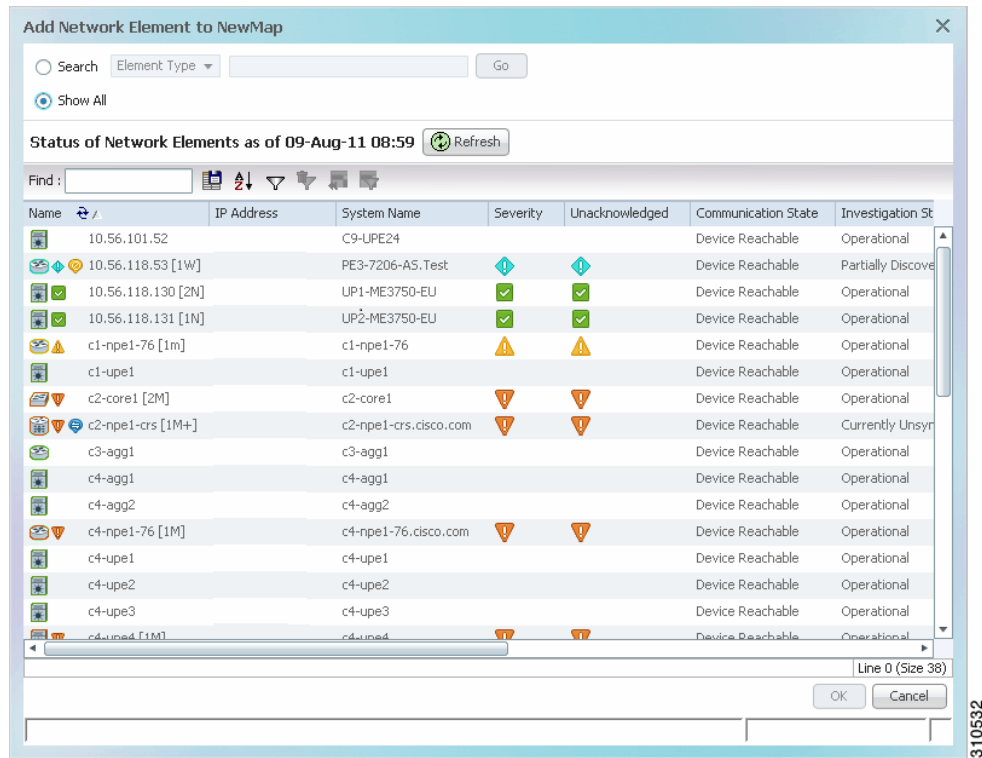 Add Network Element to NewMap
Search Element Type Go
Show All
Status of Network Elements as of 09-Aug-11 08:59 Refresh
Find :
Name IP Address System Name Severity Unacknowledged Communication State Investigation St
10.56.101.52 C9-UPE24 Device Reachable Operational
10.56.118.53 [1W] PE3-7206-AS.Test Device Reachable Partially Discove
10.56.118.130 [2N] UP1-ME3750-EU Device Reachable Operational
10.56.118.131 [1N] UP2-ME3750-EU Device Reachable Operational
c1-npe1-76 [1m] c1-npe1-76 Device Reachable Operational
c1-upe1 c1-upe1 Device Reachable Operational
c2-core1 [2M] c2-core1 Device Reachable Operational
c2-npe1-crs [1M+] c2-npe1-crs.cisco.com Device Reachable Currently Unsyn
c3-agg1 c3-agg1 Device Reachable Operational
c4-agg1 c4-agg1 Device Reachable Operational
c4-agg2 c4-agg2 Device Reachable Operational
c4-npe1-76 [1M] c4-npe1-76.cisco.com Device Reachable Operational
c4-upe1 c4-upe1 Device Reachable Operational
c4-upe2 c4-upe2 Device Reachable Operational
c4-upe3 c4-upe3 Device Reachable Operational
c4-upe4 [1M] c4-upe4 Device Reachable Operational
Line 0 (Size 38)
OK Cancel
310532